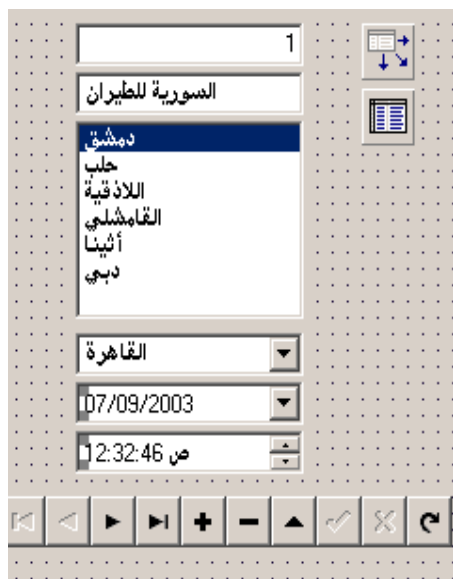 1
السورية للطيران
دمشق
حلب
اللاذقية
القامشلي
أثينا
دبي
القاهرة
07/09/2003
12:32:46 ص